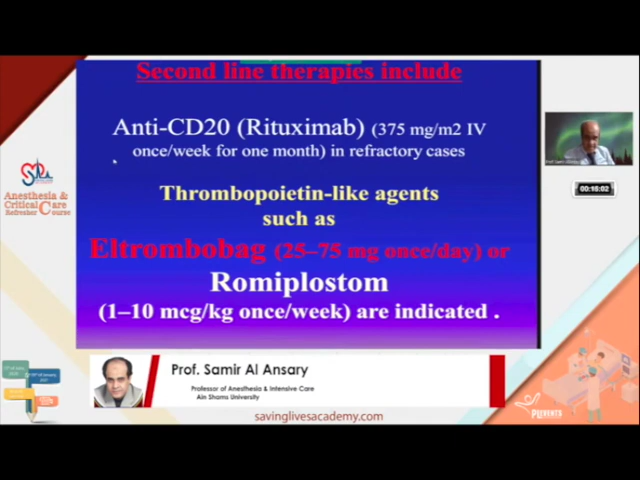 Second line therapies include
Anti-CD20 (Rituximab) (375 mg/m2 IV
once/week for one month) in refractory cases
Thrombopoietin-like agents
such as
Eltrombobag (25–75 mg once/day) or
Romiplostom
(1–10 mcg/kg once/week) are indicated .
00:18:02
Anesthesia &
Critical Care
Refresher Course
Prof. Samir Al Ansary
Professor of Anesthesia & Intensive Care
Ain Shams University
savinglivesacademy.com
PREVENTS